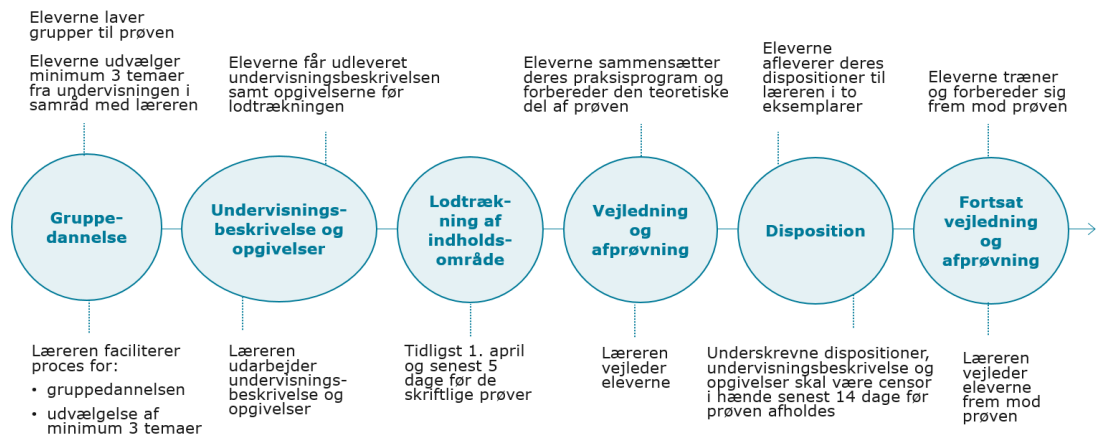 Eleverne laver
grupper til prøven
Eleverne udvælger
minimum 3 temaer
fra undervisningen i
samråd med læreren
Eleverne får udleveret
undervisningsbeskrivelsen
samt opgivelserne før
lodtrækningen
Eleverne sammensætter
deres praksisprogram og
forbereder den teoretiske
del af prøven
Eleverne
afleverer deres
dispositioner til
læreren i to
eksemplarer
Eleverne træner
og forbereder sig
frem mod prøven
Gruppe-
dannelse
Undervisnings-
beskrivelse og
opgivelser
Lodtræk-
ning af
indholds-
område
Vejledning
og
afprøvning
Disposition
Fortsat
vejledning
og
afprøvning
Læreren faciliterer
proces for:
• gruppedannelsen
• udvælgelse af
minimum 3 temaer
Læreren
udarbejder
undervisnings-
beskrivelse og
opgivelser
Tidligst 1. april
og senest 5
dage før de
skriftlige prøver
Læreren
vejleder
eleverne
Underskrevne dispositioner,
undervisningsbeskrivelse og
opgivelser skal være censor
i hænde senest 14 dage før
prøven afholdes
Læreren
vejleder
eleverne
frem mod
prøven